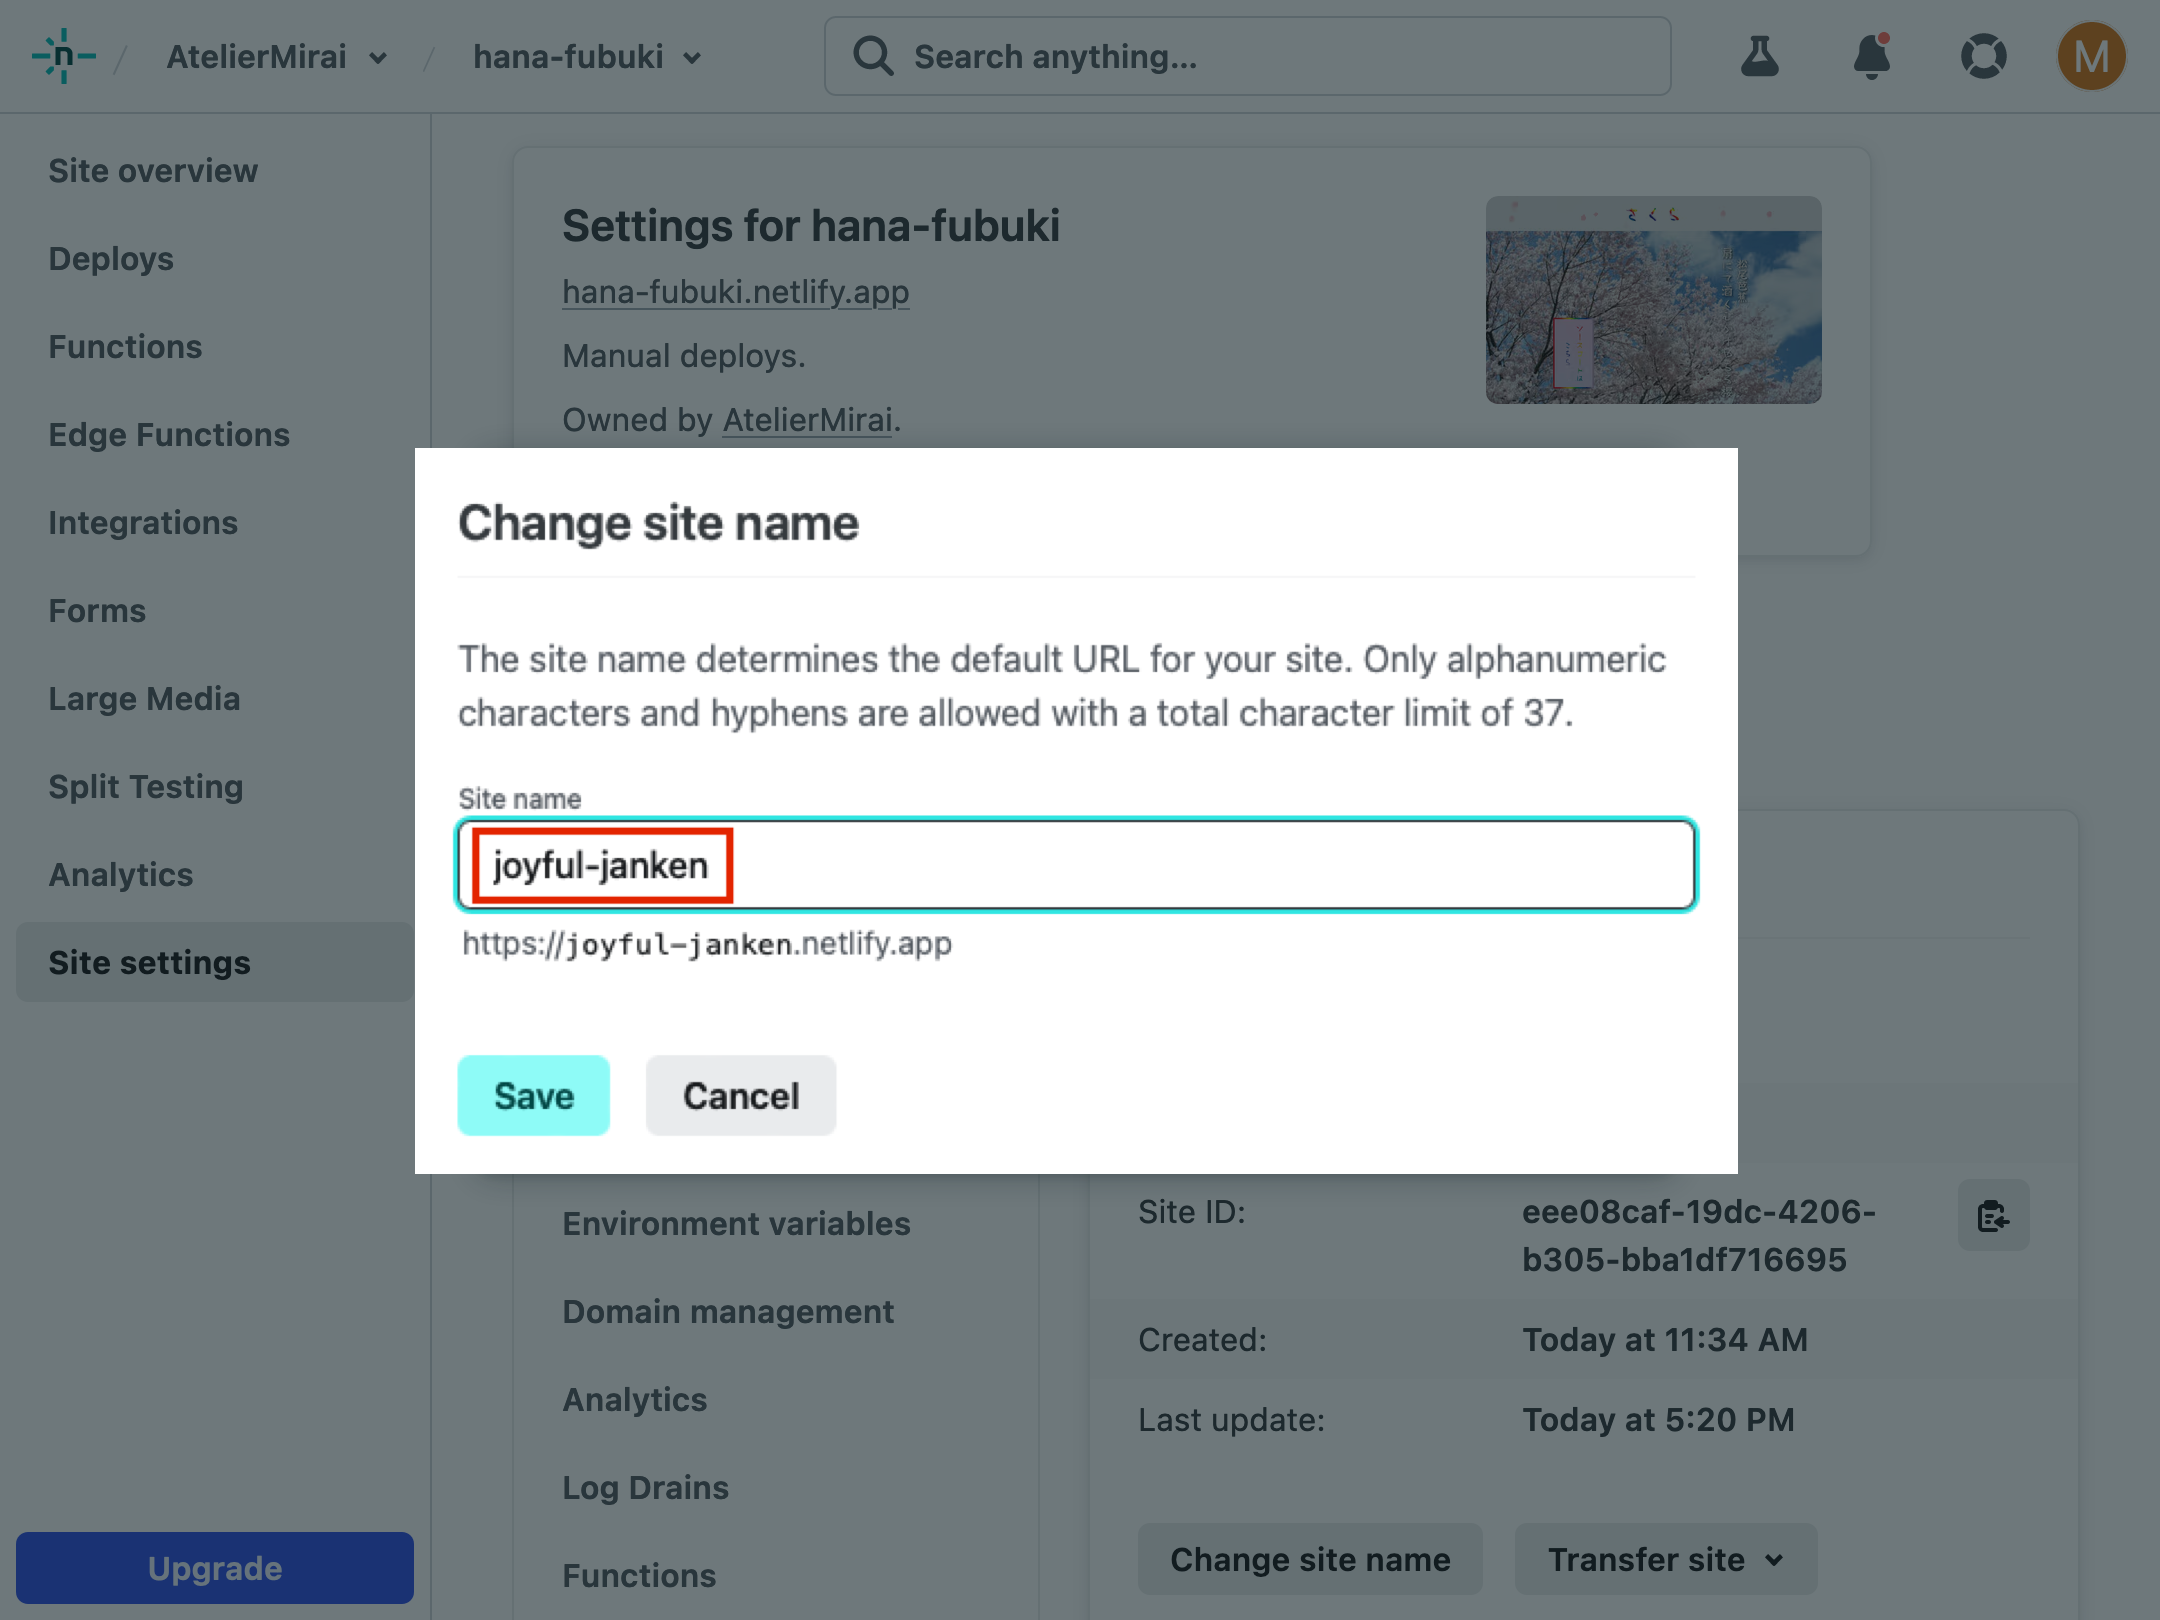 n / AtelierMirai / hana-fubuki
Search anything...
M
Site overview
Deploys
Functions
Edge Functions
Integrations
Forms
Large Media
Split Testing
Analytics
Site settings
Upgrade
Settings for hana-fubuki
hana-fubuki.netlify.app
Manual deploys.
Owned by AtelierMirai.
さくら
Change site name
The site name determines the default URL for your site. Only alphanumeric
characters and hyphens are allowed with a total character limit of 37.
Site name
joyful-janken
https://joyful-janken.netlify.app
Save
Cancel
Environment variables
Domain management
Analytics
Log Drains
Functions
Site ID:
eee08caf-19dc-4206-
b305-bba1df716695
Created:
Today at 11:34 AM
Last update:
Today at 5:20 PM
Change site name
Transfer site